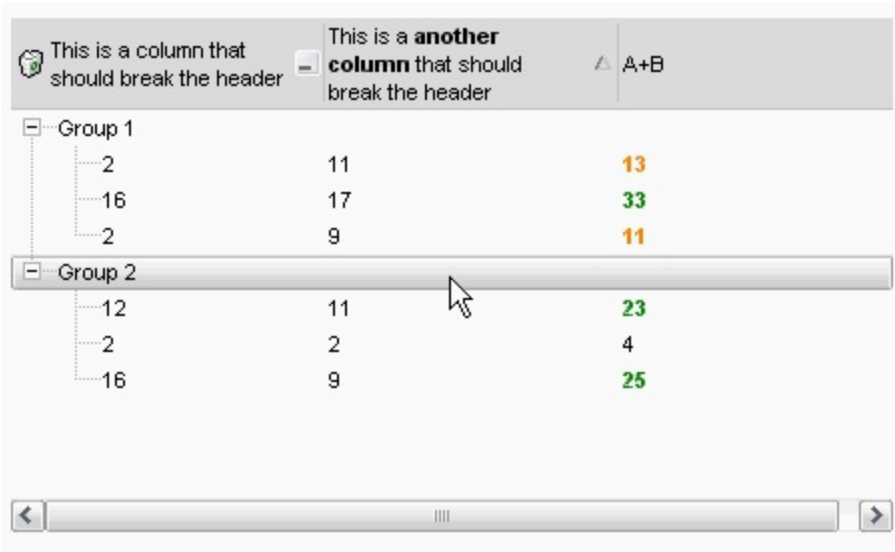 This is a column that
should break the header
This is a another
column that should
break the header
A+B
Group 1
2 11 13
16 17 33
2 9 11
Group 2
12 11 23
2 2 4
16 9 25